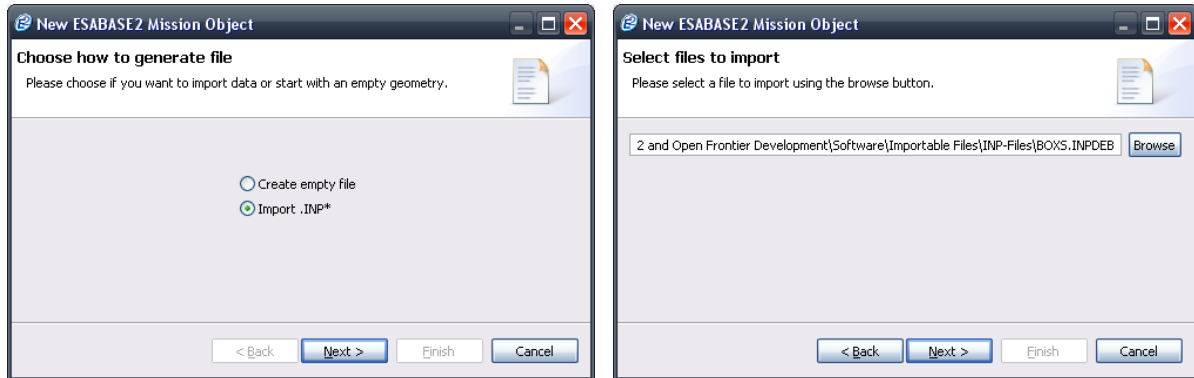 New ESABASE2 Mission Object
Choose how to generate file
Please choose if you want to import data or start with an empty geometry.
Create empty file
Import .INP*
< Back
Next >
Finish
Cancel
New ESABASE2 Mission Object
Select files to import
Please select a file to import using the browse button.
2 and Open Frontier Development\Software\Importable Files\INP-Files\BOXS.INPDEB
Browse
< Back
Next >
Finish
Cancel